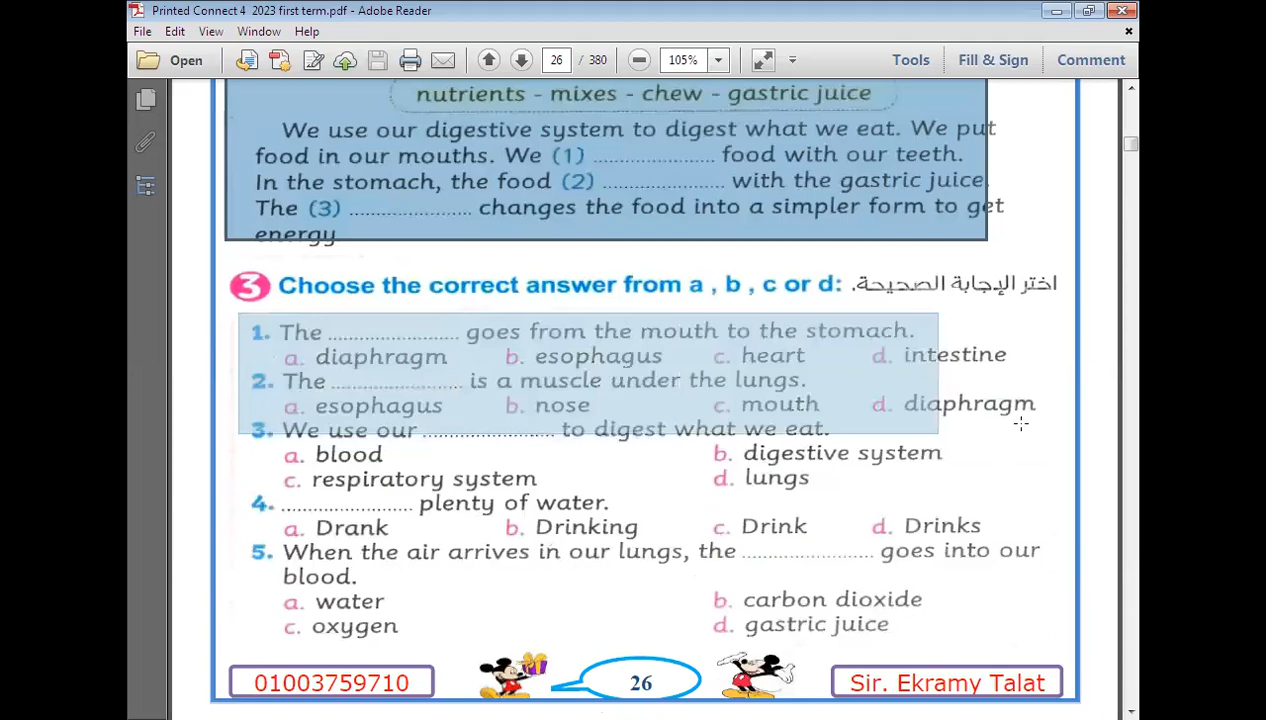 Printed Connect 4 2023 first term.pdf - Adobe Reader
File Edit View Window Help
Open 26 / 380 105% Tools Fill & Sign Comment
nutrients - mixes - chew - gastric juice
We use our digestive system to digest what we eat. We put
food in our mouths. We (1) ...................... food with our teeth.
In the stomach, the food (2) ...................... with the gastric juice.
The (3) ...................... changes the food into a simpler form to get
energy
3 Choose the correct answer from a , b , c or d: اختر الإجابة الصحيحة.
1. The ...................... goes from the mouth to the stomach.
a. diaphragm b. esophagus c. heart d. intestine
2. The ...................... is a muscle under the lungs.
a. esophagus b. nose c. mouth d. diaphragm
3. We use our ...................... to digest what we eat.
a. blood b. digestive system
c. respiratory system d. lungs
4. ...................... plenty of water.
a. Drank b. Drinking c. Drink d. Drinks
5. When the air arrives in our lungs, the ...................... goes into our
blood.
a. water b. carbon dioxide
c. oxygen d. gastric juice
01003759710 26 Sir. Ekramy Talat